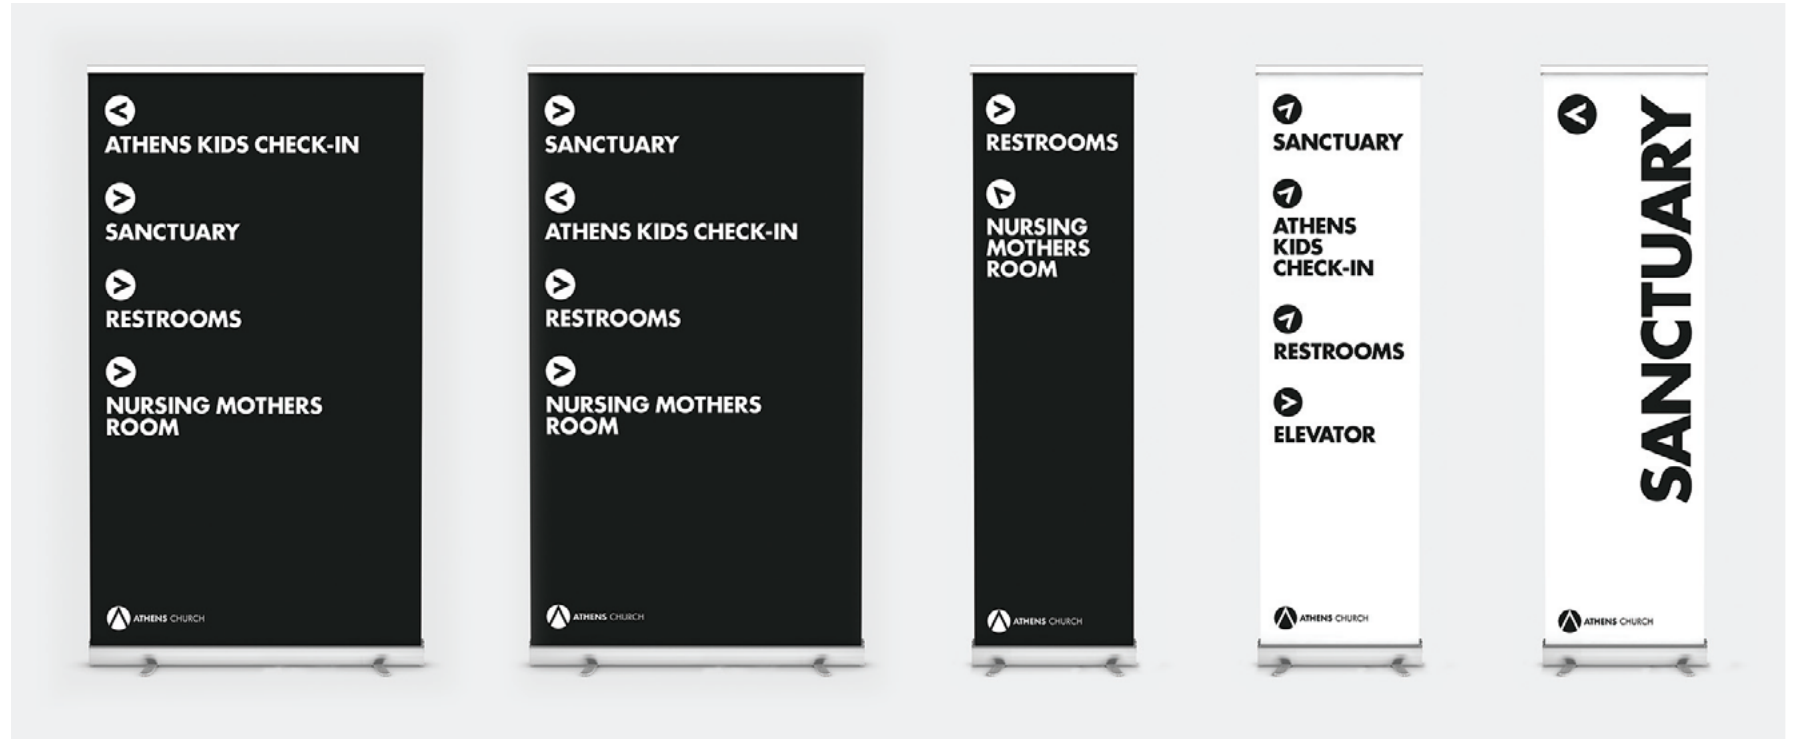 ATHENS KIDS CHECK-IN
SANCTUARY
RESTROOMS
NURSING MOTHERS
ROOM
ATHENS CHURCH
SANCTUARY
ATHENS KIDS CHECK-IN
RESTROOMS
NURSING MOTHERS
ROOM
ATHENS CHURCH
RESTROOMS
NURSING
MOTHERS
ROOM
ATHENS CHURCH
SANCTUARY
ATHENS
KIDS
CHECK-IN
RESTROOMS
ELEVATOR
ATHENS CHURCH
SANCTUARY
ATHENS CHURCH